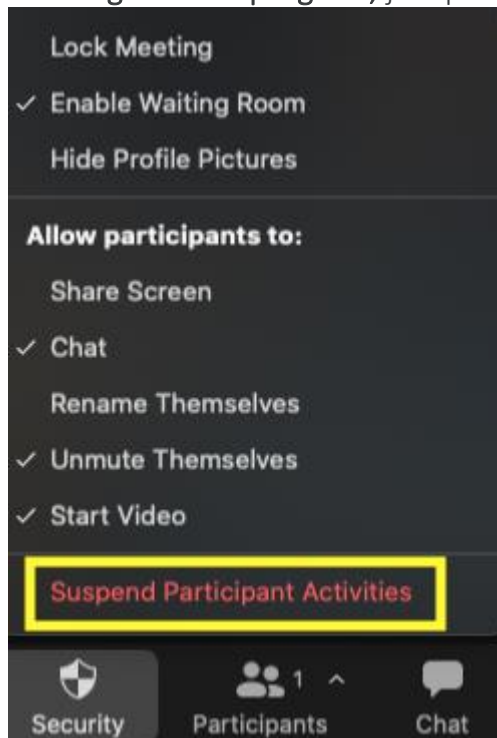 Lock Meeting
✓ Enable Waiting Room
Hide Profile Pictures
Allow participants to:
Share Screen
✓ Chat
Rename Themselves
✓ Unmute Themselves
✓ Start Video
Suspend Participant Activities
1
Security Participants Chat